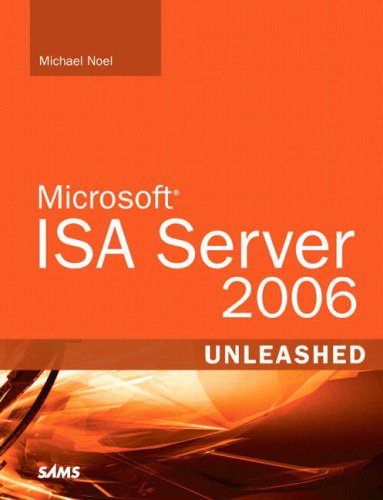 Michael Noel
Microsoft®
ISA Server
2006
UNLEASHED
SAMS